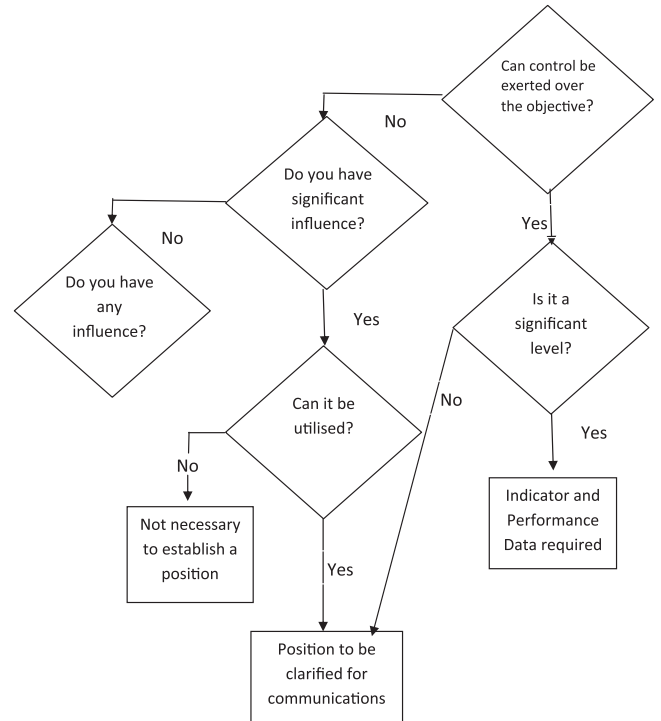 Can control be
exerted over
the objective?
No
Do you have
significant
influence?
Yes
No
Do you have
any
influence?
Is it a
significant
level?
Yes
Can it be
utilised?
No
Yes
No
Indicator and
Performance
Data required
Not necessary
to establish a
position
Yes
Position to be
clarified for
communications